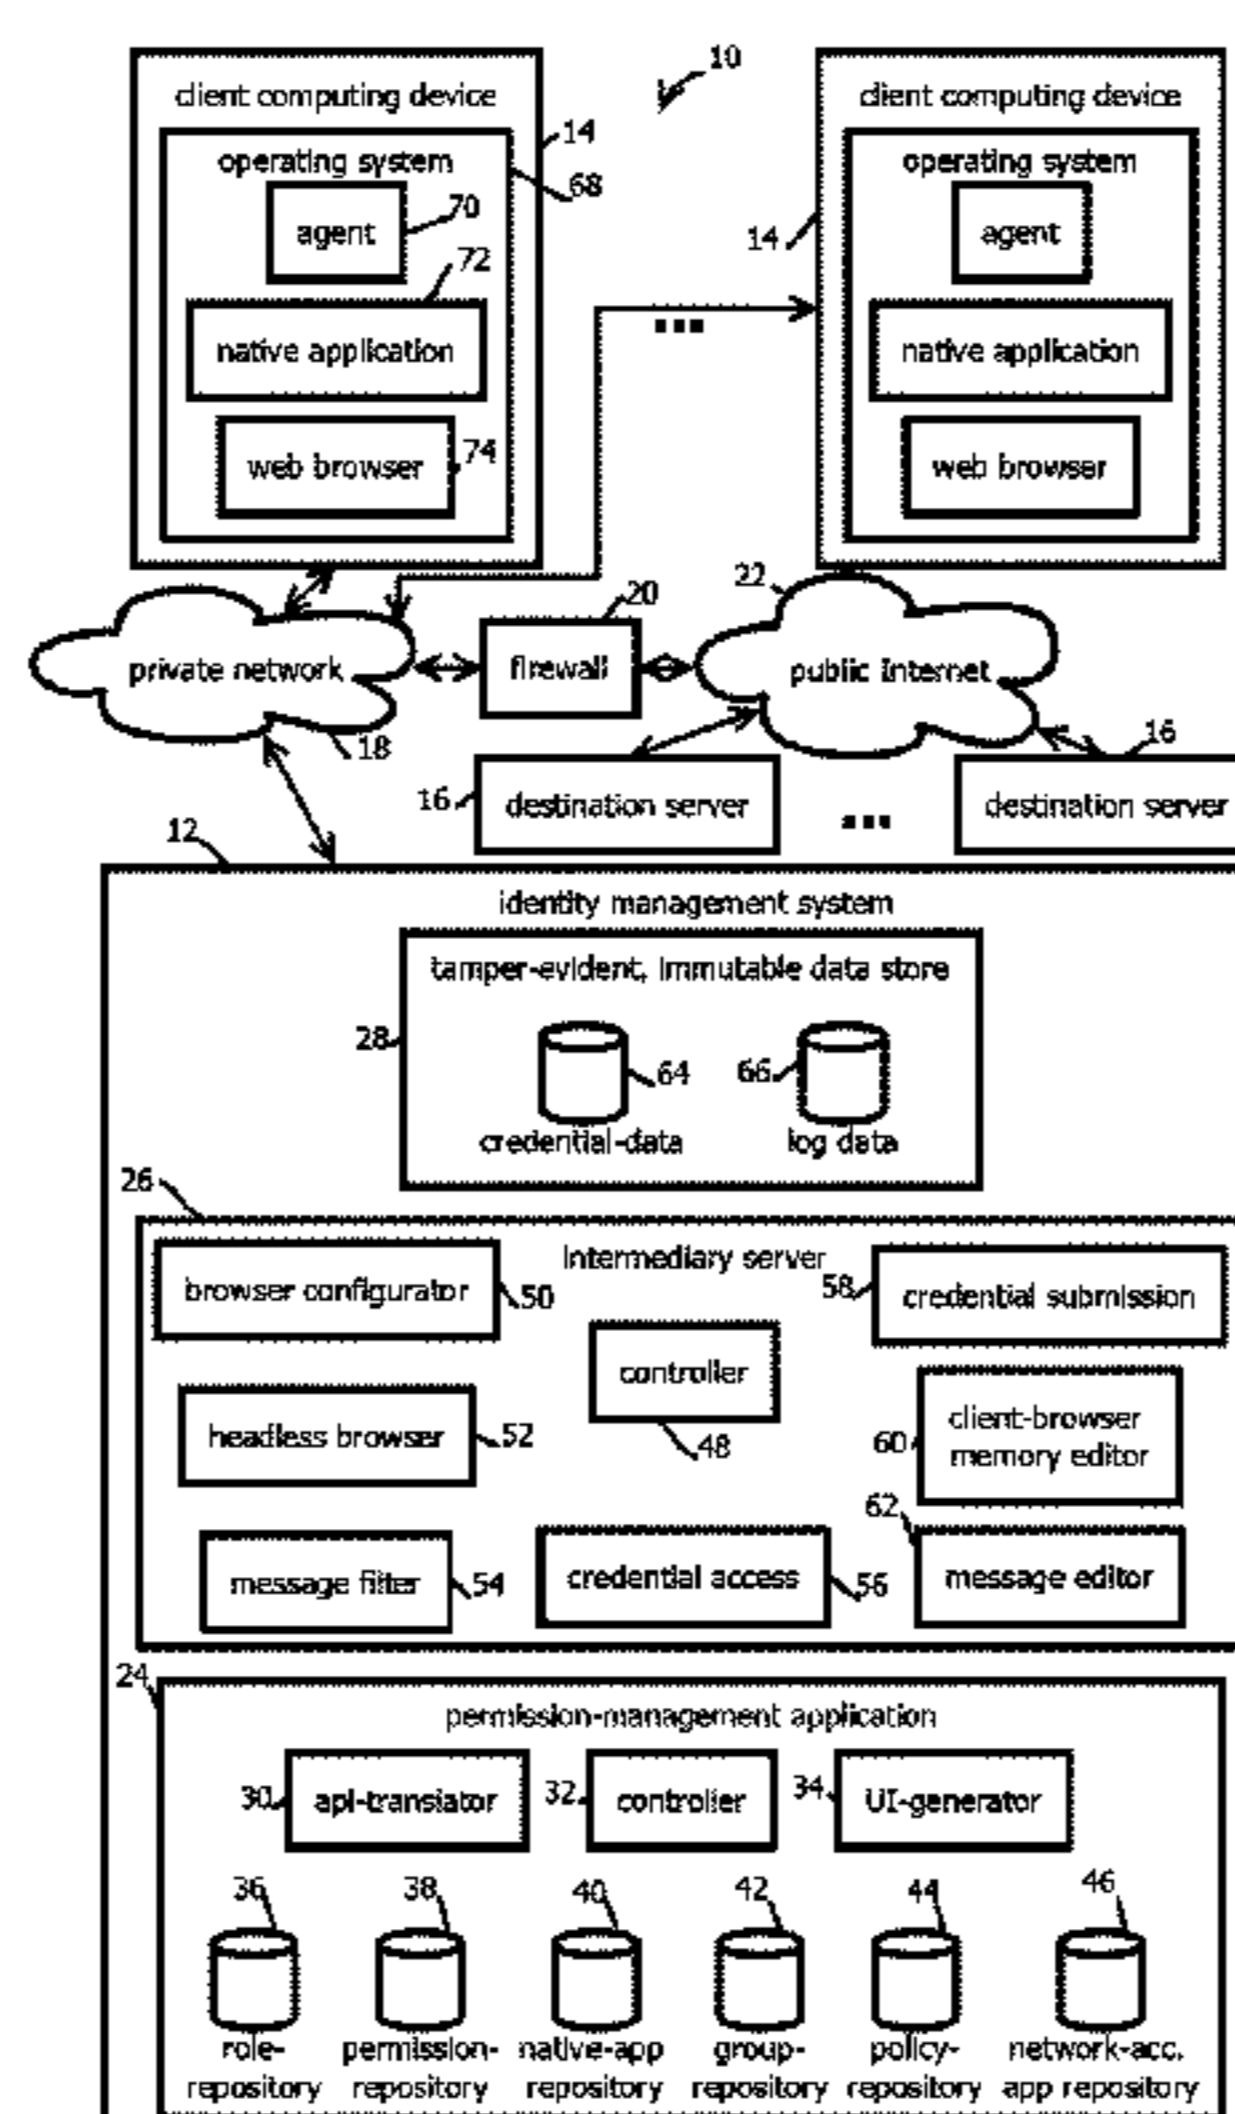 10
client computing device
operating system
14
68
agent
70
72
native application
web browser
74
client computing device
operating system
agent
14
native application
web browser
...
22
20
private network
firewall
public Internet
18
16
destination server
...
16
destination server
12
identity management system
tamper-evident, immutable data store
28
64
66
credential-data
log data
26
Intermediary server
browser configurator
50
58
credential submission
controller
48
headless browser
52
60
client-browser
memory editor
62
message filter
54
credential access
56
message editor
24
permission-management application
30
api-translator
32
controller
34
UI-generator
36
38
40
42
44
46
role-
repository
permission-
repository
native-app
repository
group-
repository
policy-
repository
network-acc.
app repository